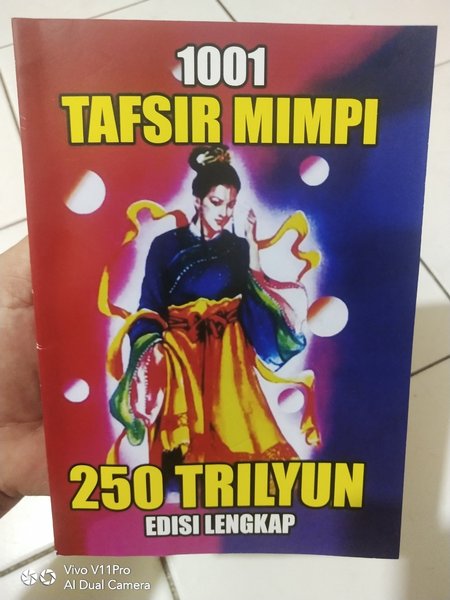 1001
TAFSIR MIMPI
250 TRILYUN
EDISI LENGKAP
Vivo V11Pro
AI Dual Camera